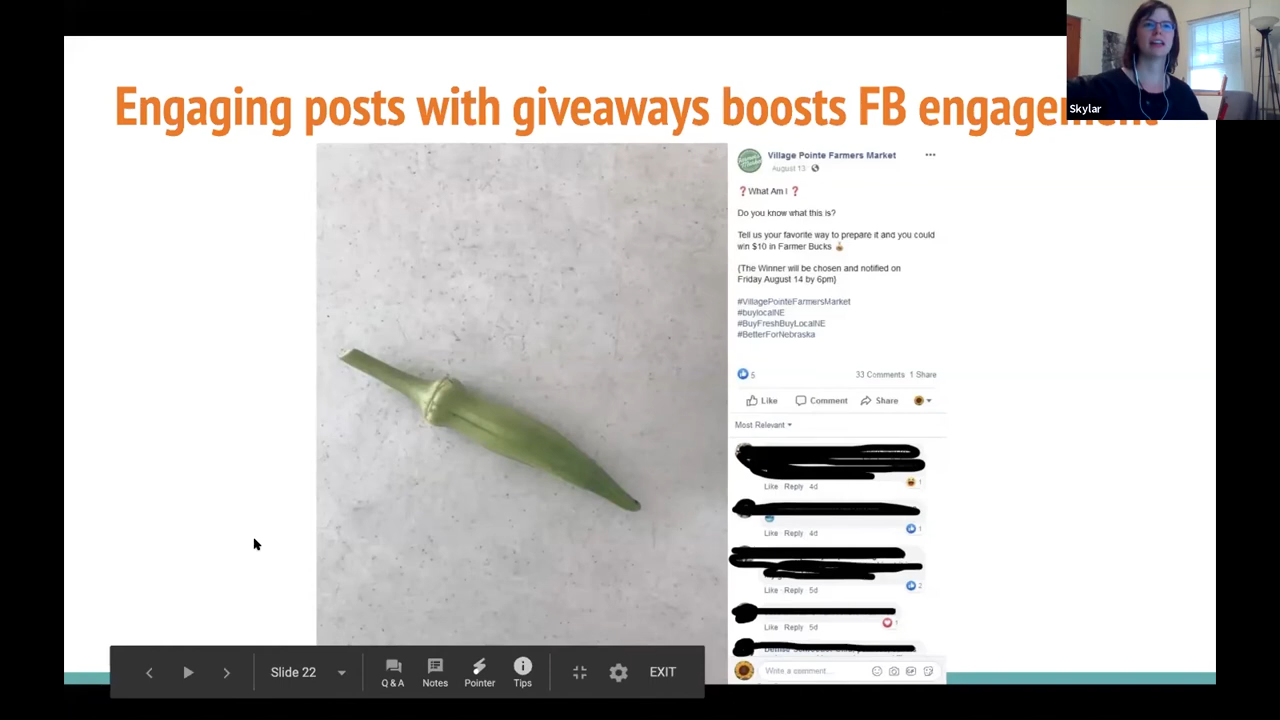 Engaging posts with giveaways boosts FB engagement
Skylar
Village Pointe Farmers Market
August 13
❓What Am I ❓
Do you know what this is?
Tell us your favorite way to prepare it and you could
win $10 in Farmer Bucks
{The Winner will be chosen and notified on
Friday August 14 by 6pm}
#VillagePointeFarmersMarket
#buylocalNE
#BuyFreshBuyLocalNE
#BetterForNebraska
5
33 Comments 1 Share
Like Comment Share
Most Relevant
Like Reply 4d
1
Like Reply 4d
1
Like Reply 5d
2
Like Reply 5d
1
Write a comment...
Slide 22
Q & A Notes Pointer Tips
EXIT